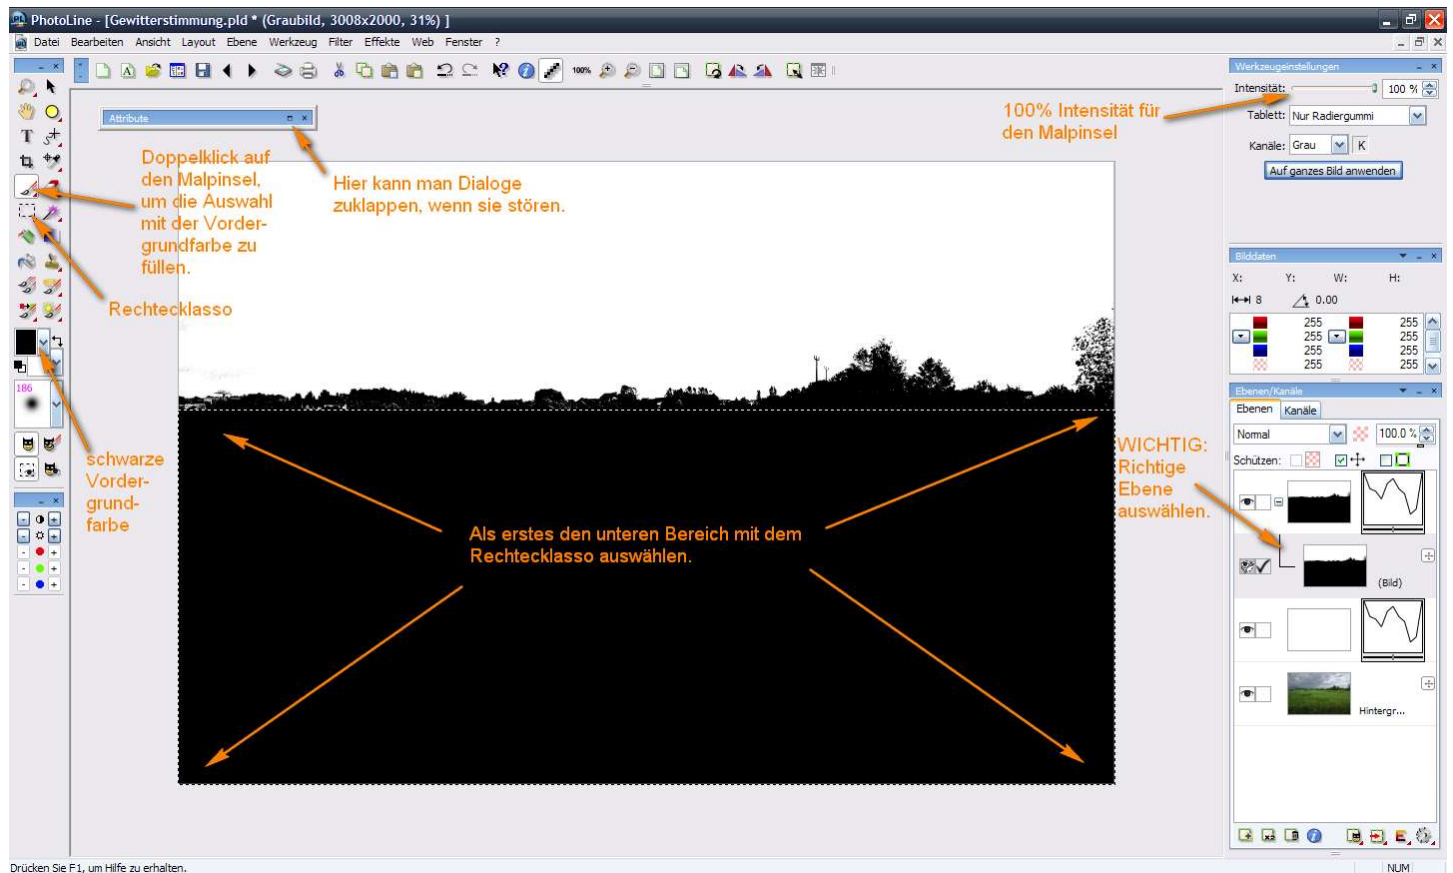 PhotoLine - [Gewitterstimmung.pld * (Graubild, 3008x2000, 31%) ]
Datei Bearbeiten Ansicht Layout Ebene Werkzeug Filter Effekte Web Fenster ?
100%
Attribute
Doppelklick auf
den Malpinsel,
um die Auswahl
mit der Vorder-
grundfarbe zu
füllen.
Hier kann man Dialoge
zuklappen, wenn sie stören.
Rechtecklasso
186
schwarze
Vorder-
grund-
farbe
Als erstes den unteren Bereich mit dem
Rechtecklasso auswählen.
100% Intensität für
den Malpinsel
WICHTIG:
Richtige
Ebene
auswählen.
Werkzeugeinstellungen
Intensität: 100 %
Tablett: Nur Radiergummi
Kanäle: Grau K
Auf ganzes Bild anwenden
Bilddaten
X: Y: W: H:
8 0.00
255 255
255 255
255 255
255 255
Ebenen/Kanäle
Ebenen Kanäle
Normal 100.0 %
Schützen:
(Bild)
Hintergr...
Drücken Sie F1, um Hilfe zu erhalten.
NUM